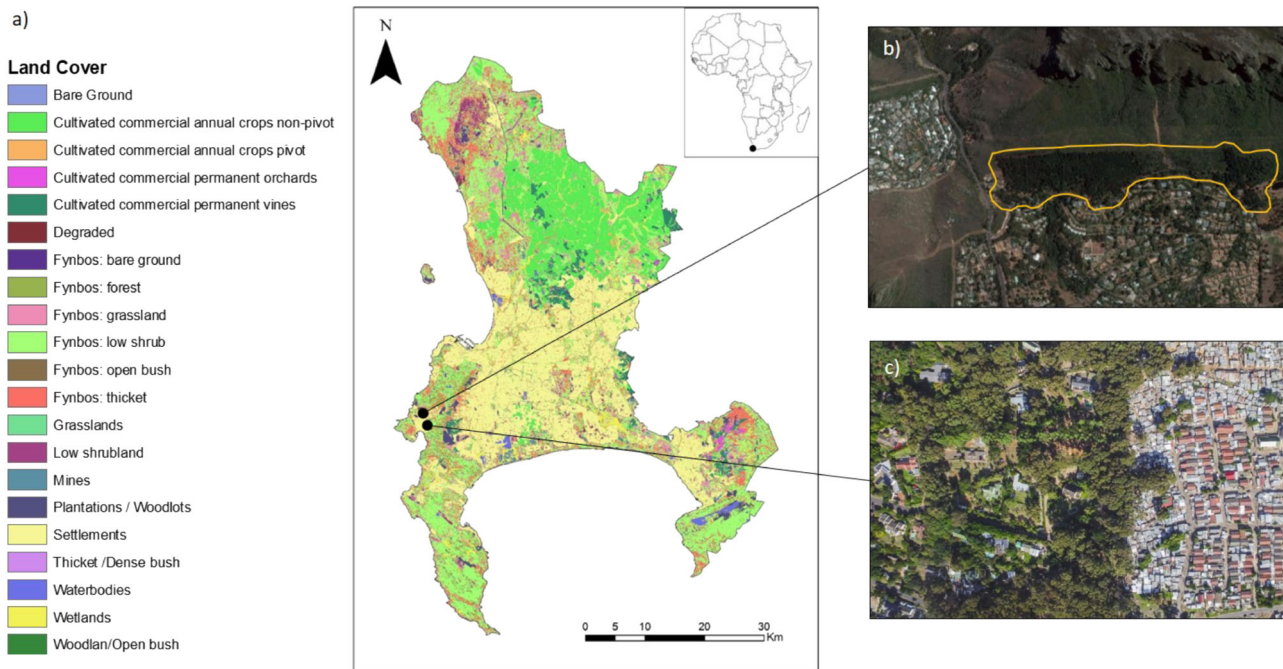 a)
Land Cover
Bare Ground
Cultivated commercial annual crops non-pivot
Cultivated commercial annual crops pivot
Cultivated commercial permanent orchards
Cultivated commercial permanent vines
Degraded
Fynbos: bare ground
Fynbos: forest
Fynbos: grassland
Fynbos: low shrub
Fynbos: open bush
Fynbos: thicket
Grasslands
Low shrubland
Mines
Plantations / Woodlots
Settlements
Thicket /Dense bush
Waterbodies
Wetlands
Woodlan/Open bush
N
0 5 10 20 30
Km
b)
c)